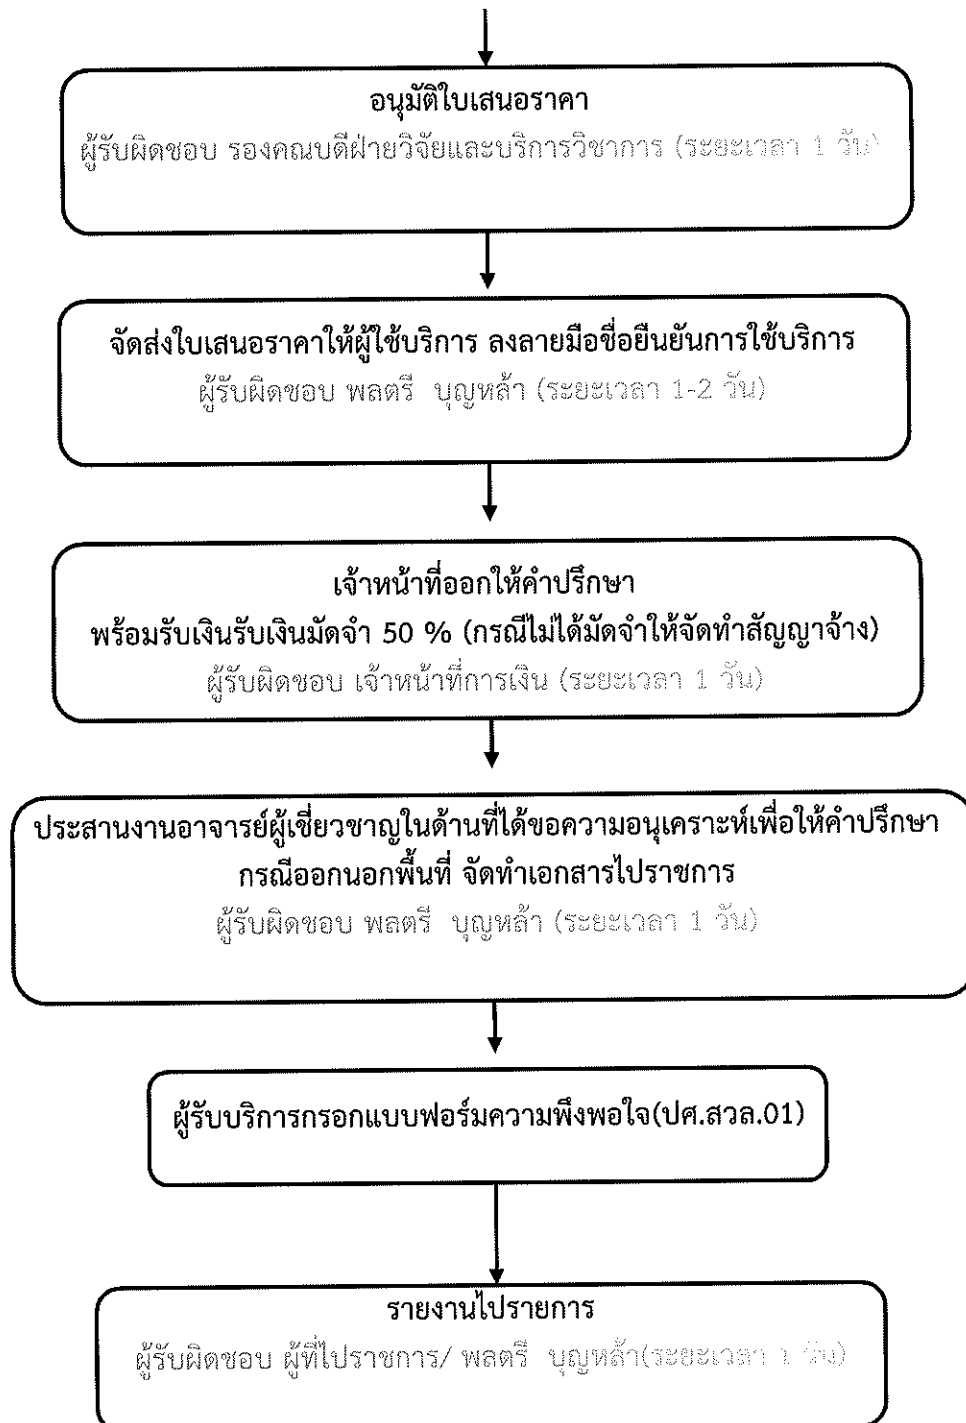 อนุมัติใบเสนอราคา
ผู้รับผิดชอบ รองคณบดีฝ่ายวิจัยและบริการวิชาการ (ระยะเวลา 1 วัน)
จัดส่งใบเสนอราคาให้ผู้ใช้บริการ ลงลายมือชื่อยืนยันการใช้บริการ
ผู้รับผิดชอบ พลตรี บุญหล้า (ระยะเวลา 1-2 วัน)
เจ้าหน้าที่ออกให้คำปรึกษา
พร้อมรับเงินรับเงินมัดจำ 50 % (กรณีไม่ได้มัดจำให้จัดทำสัญญาจ้าง)
ผู้รับผิดชอบ เจ้าหน้าที่การเงิน (ระยะเวลา 1 วัน)
ประสานงานอาจารย์ผู้เชี่ยวชาญในด้านที่ได้ขอความอนุเคราะห์เพื่อให้คำปรึกษา
กรณีออกนอกพื้นที่ จัดทำเอกสารไปราชการ
ผู้รับผิดชอบ พลตรี บุญหล้า (ระยะเวลา 1 วัน)
ผู้รับบริการกรอกแบบฟอร์มความพึงพอใจ(ปศ.สวล.01)
รายงานไปรายการ
ผู้รับผิดชอบ ผู้ที่ไปราชการ/ พลตรี บุญหล้า(ระยะเวลา 1 วัน)